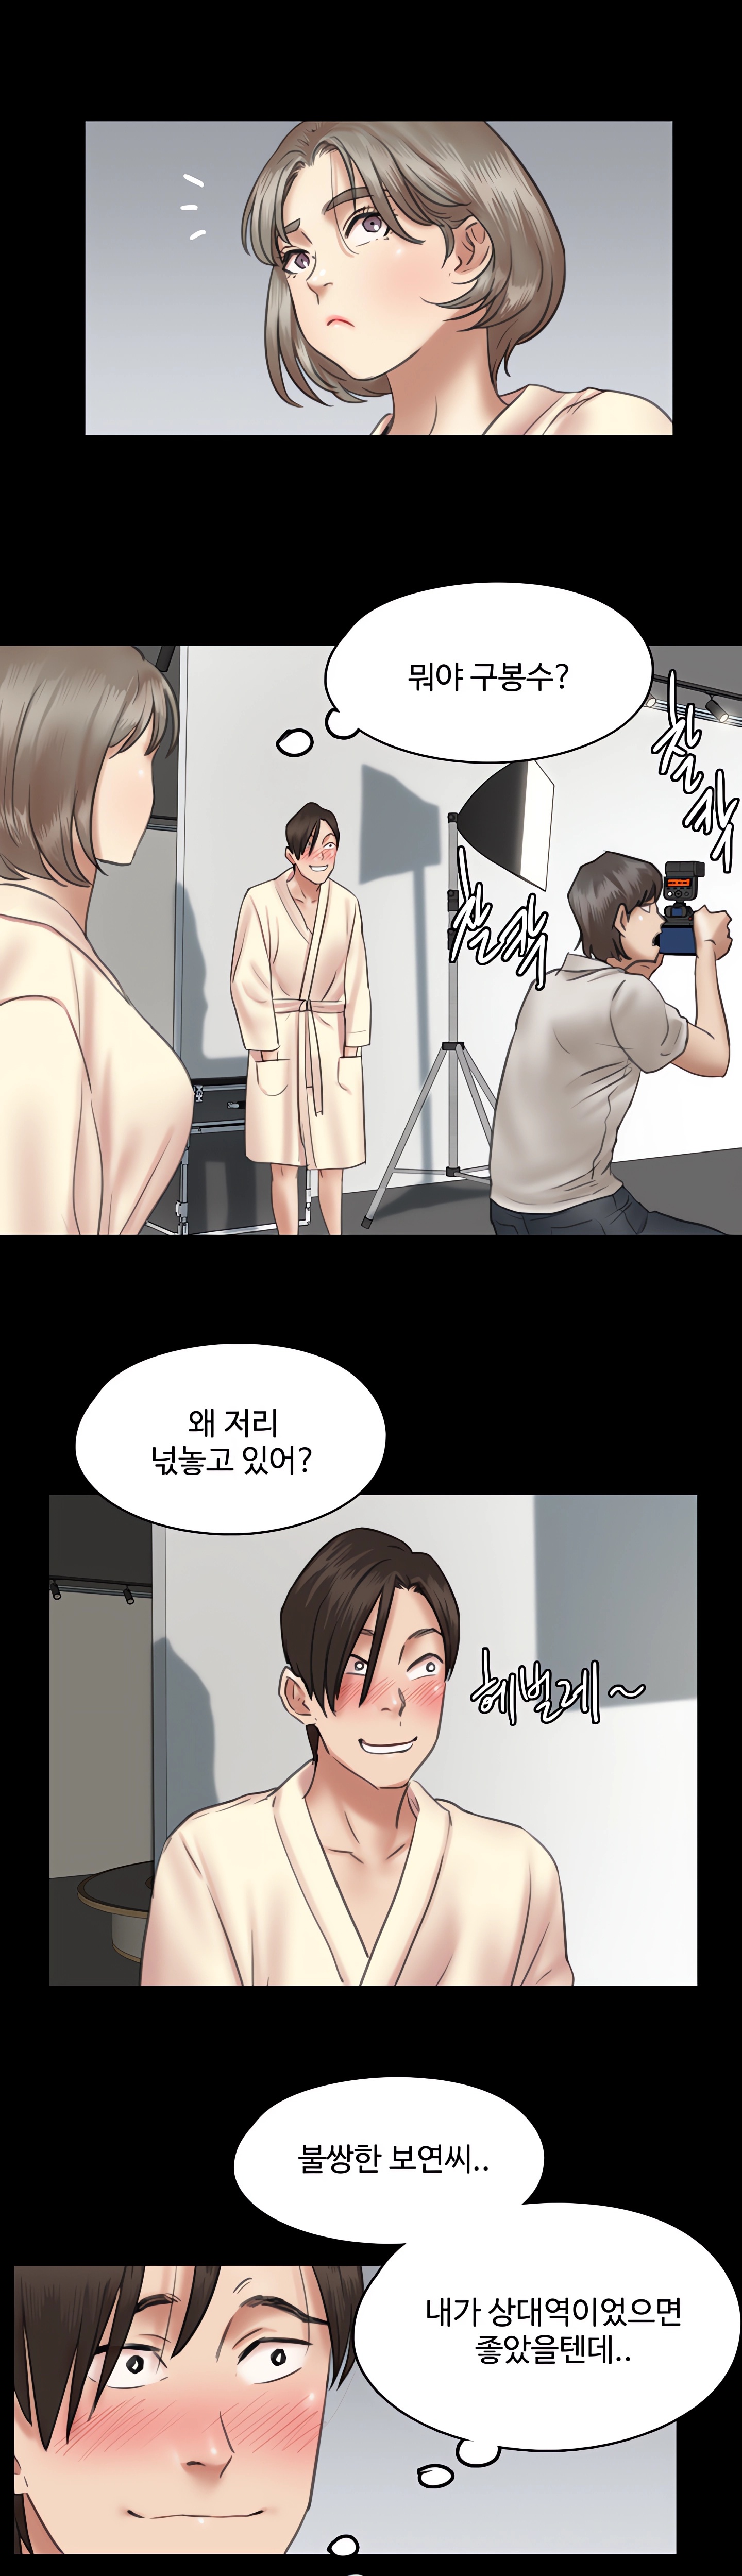 뭐야 구봉수?
찰칵
찰칵
왜 저리
넋놓고 있어?
헤벌레~
불쌍한 보연씨..
내가 상대역이었으면
좋았을텐데..